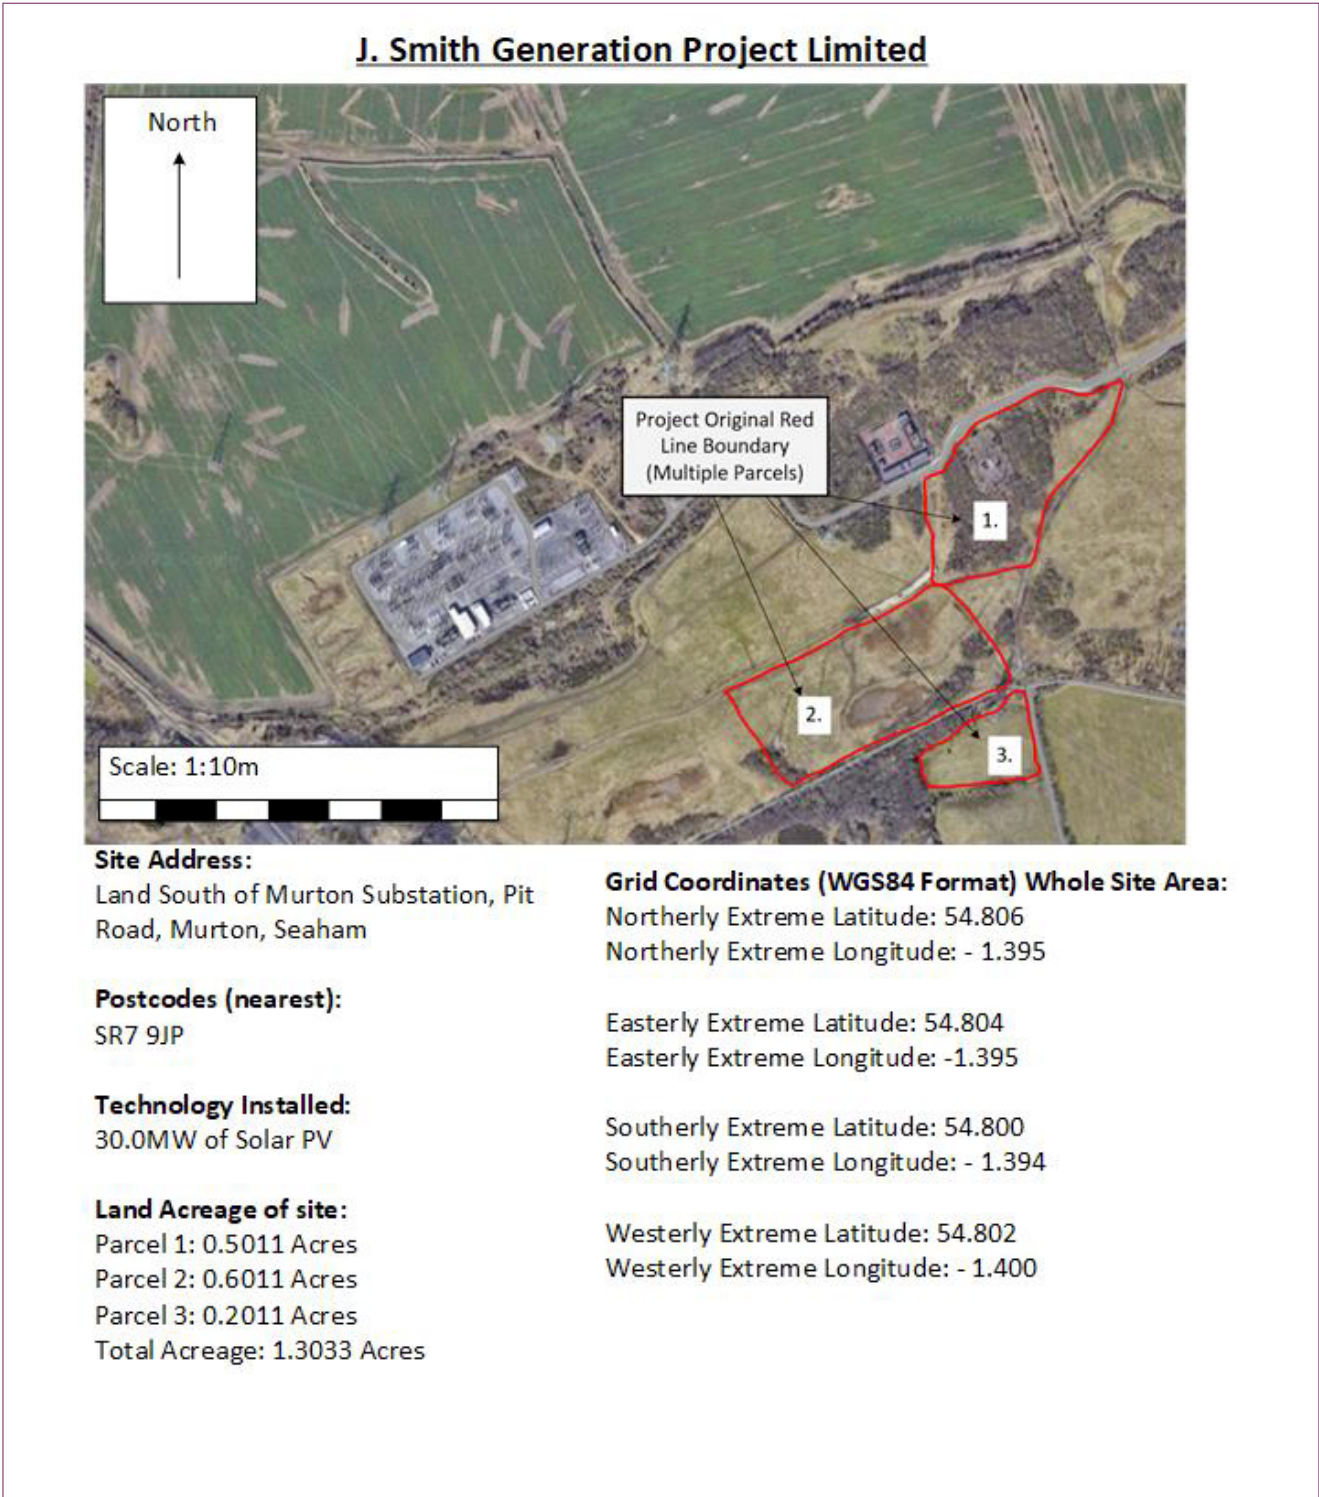 J. Smith Generation Project Limited
North
Project Original Red
Line Boundary
(Multiple Parcels)
1.
2.
3.
Scale: 1:10m
Site Address:
Land South of Murton Substation, Pit
Road, Murton, Seaham
Postcodes (nearest):
SR7 9JP
Technology Installed:
30.0MW of Solar PV
Land Acreage of site:
Parcel 1: 0.5011 Acres
Parcel 2: 0.6011 Acres
Parcel 3: 0.2011 Acres
Total Acreage: 1.3033 Acres
Grid Coordinates (WGS84 Format) Whole Site Area:
Northerly Extreme Latitude: 54.806
Northerly Extreme Longitude: - 1.395
Easterly Extreme Latitude: 54.804
Easterly Extreme Longitude: -1.395
Southerly Extreme Latitude: 54.800
Southerly Extreme Longitude: - 1.394
Westerly Extreme Latitude: 54.802
Westerly Extreme Longitude: - 1.400